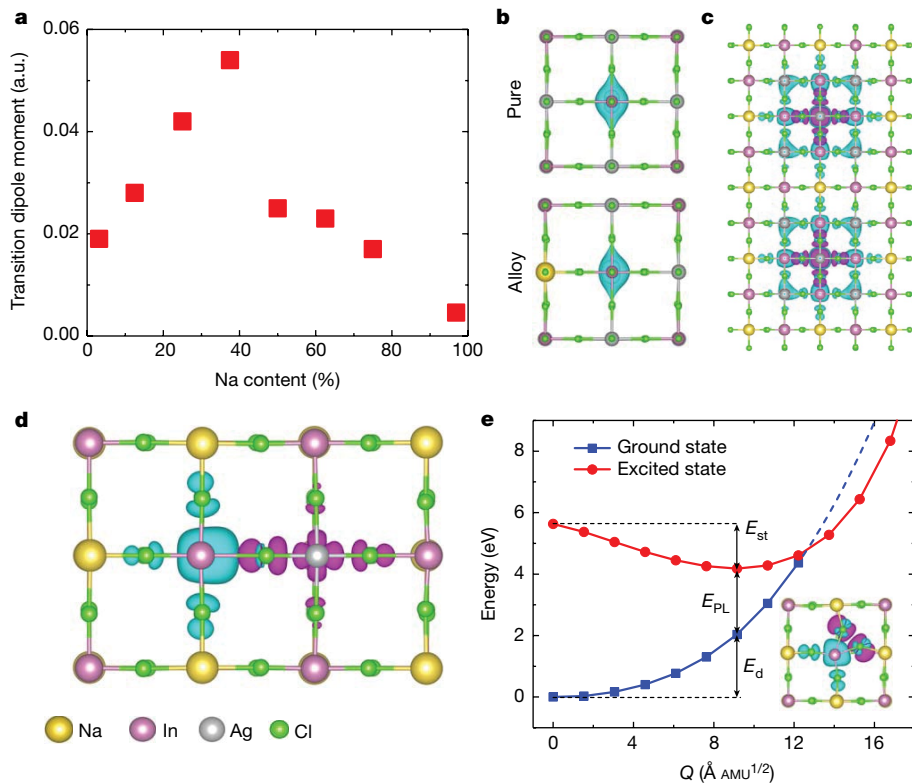 a
0.06
0.04
0.02
0.00
0 20 40 60 80 100
Transition dipole moment (a.u.)
Na content (%)
b
Pure
Alloy
c
d
Na In Ag Cl
e
Ground state
Excited state
8
6
4
2
0
Energy (eV)
E_st
E_PL
E_d
0 4 8 12 16
Q (Å AMU^1/2)